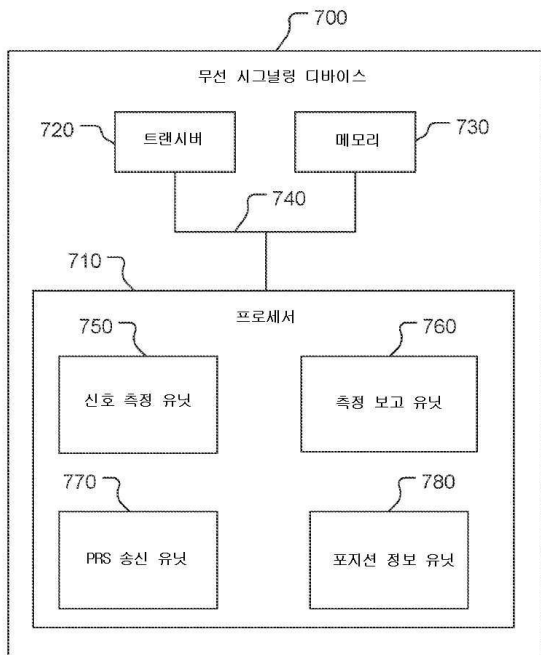 700
무선 시그널링 디바이스
720
트랜시버
메모리
730
740
710
프로세서
750
760
신호 측정 유닛
측정 보고 유닛
770
780
PRS 송신 유닛
포지션 정보 유닛